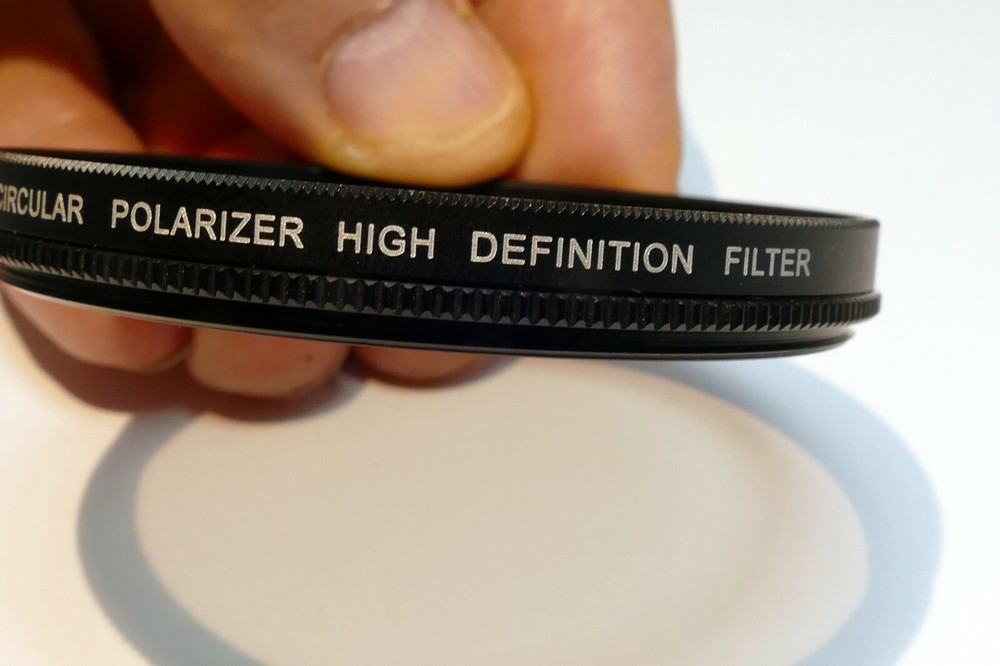 CIRCULAR POLARIZER HIGH DEFINITION FILTER